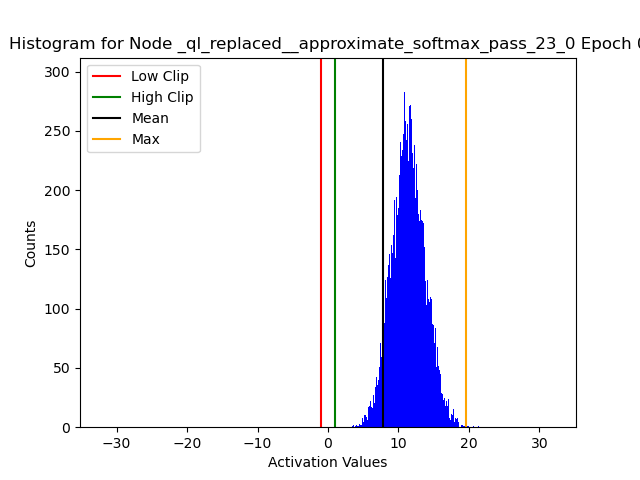 Histogram for Node _ql_replaced__approximate_softmax_pass_23_0 Epoch 0
Low Clip
High Clip
Mean
Max
300
250
200
150
100
50
0
Counts
−30
−20
−10
0
10
20
30
Activation Values